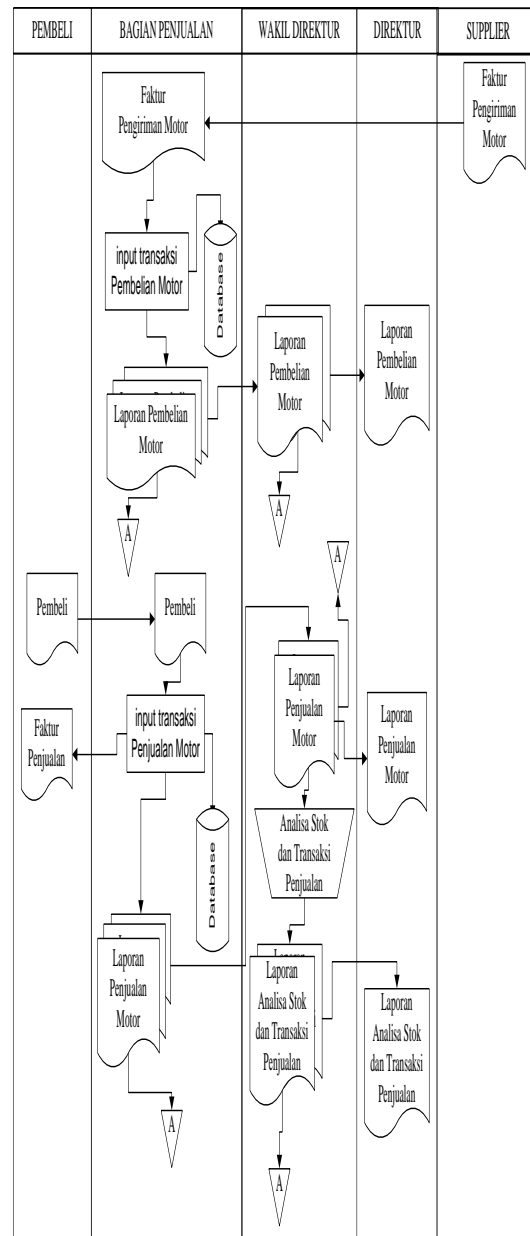 PEMBELI
BAGIAN PENJUALAN
WAKIL DIREKTUR
DIREKTUR
SUPPLIER
Faktur
Pengiriman Motor
Faktur
Pengiriman
Motor
input transaksi
Pembelian Motor
Database
Laporan Pembelian
Motor
Laporan
Pembelian
Motor
Laporan
Pembelian
Motor
A
A
A
Pembeli
Pembeli
Faktur
Penjualan
input transaksi
Penjualan Motor
Database
Laporan
Penjualan
Motor
Laporan
Penjualan
Motor
Analisa Stok
dan Transaksi
Penjualan
Laporan
Penjualan
Motor
Laporan
Laporan
Analisa Stok
dan Transaksi
Penjualan
Laporan
Analisa Stok
dan Transaksi
Penjualan
A
A